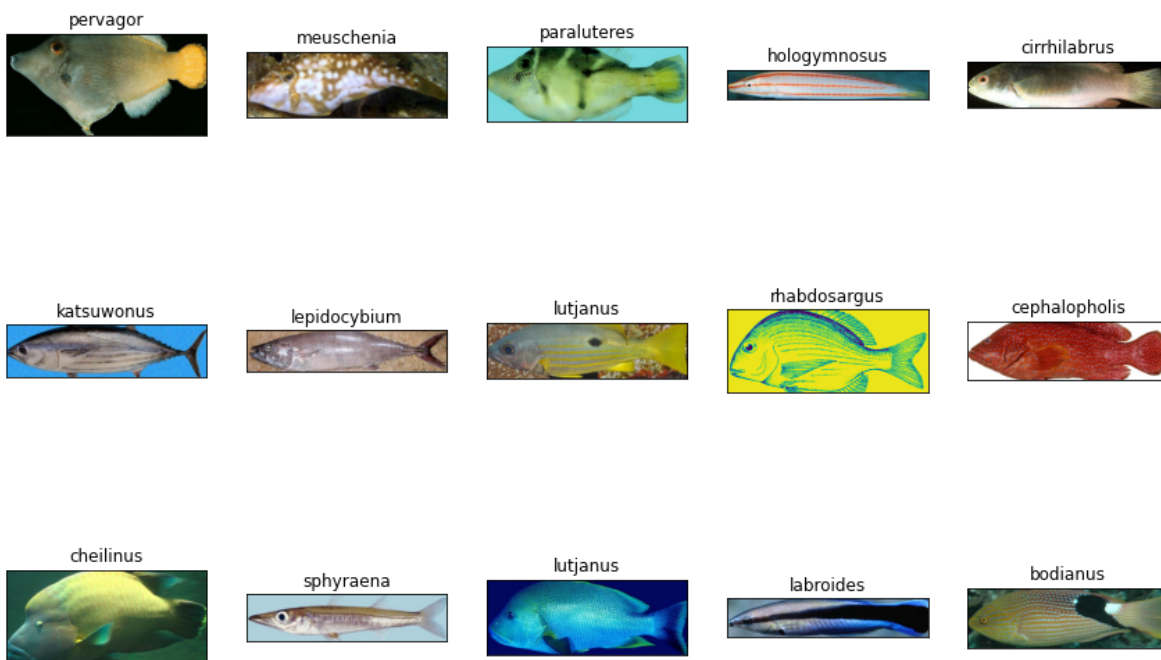 pervagor
meuschenia
paraluteres
hologymnosus
cirrhilabrus
katsuwonus
lepidocybium
lutjanus
rhabdosargus
cephalopholis
cheilinus
sphyraena
lutjanus
labroides
bodianus